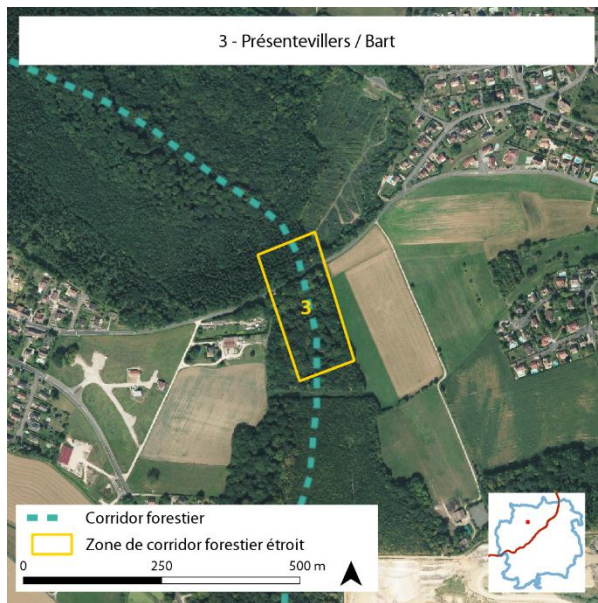 3 - Présentevillers / Bart
3
Corridor forestier
Zone de corridor forestier étroit
0 250 500 m